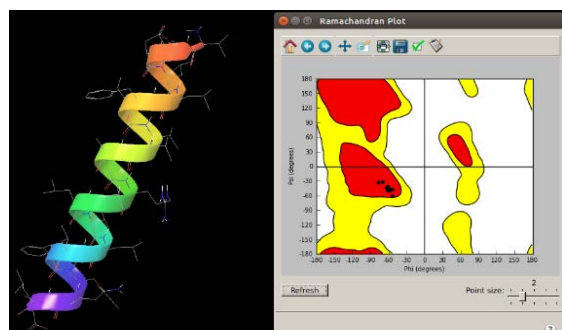 Ramachandran Plot
180
150
120
90
60
30
0
-30
-60
-90
-120
-150
-180
Psi (degrees)
-180 -150 -120 -90 -60 -30 0 30 60 90 120 150 180
Phi (degrees)
Refresh
Point size:
2